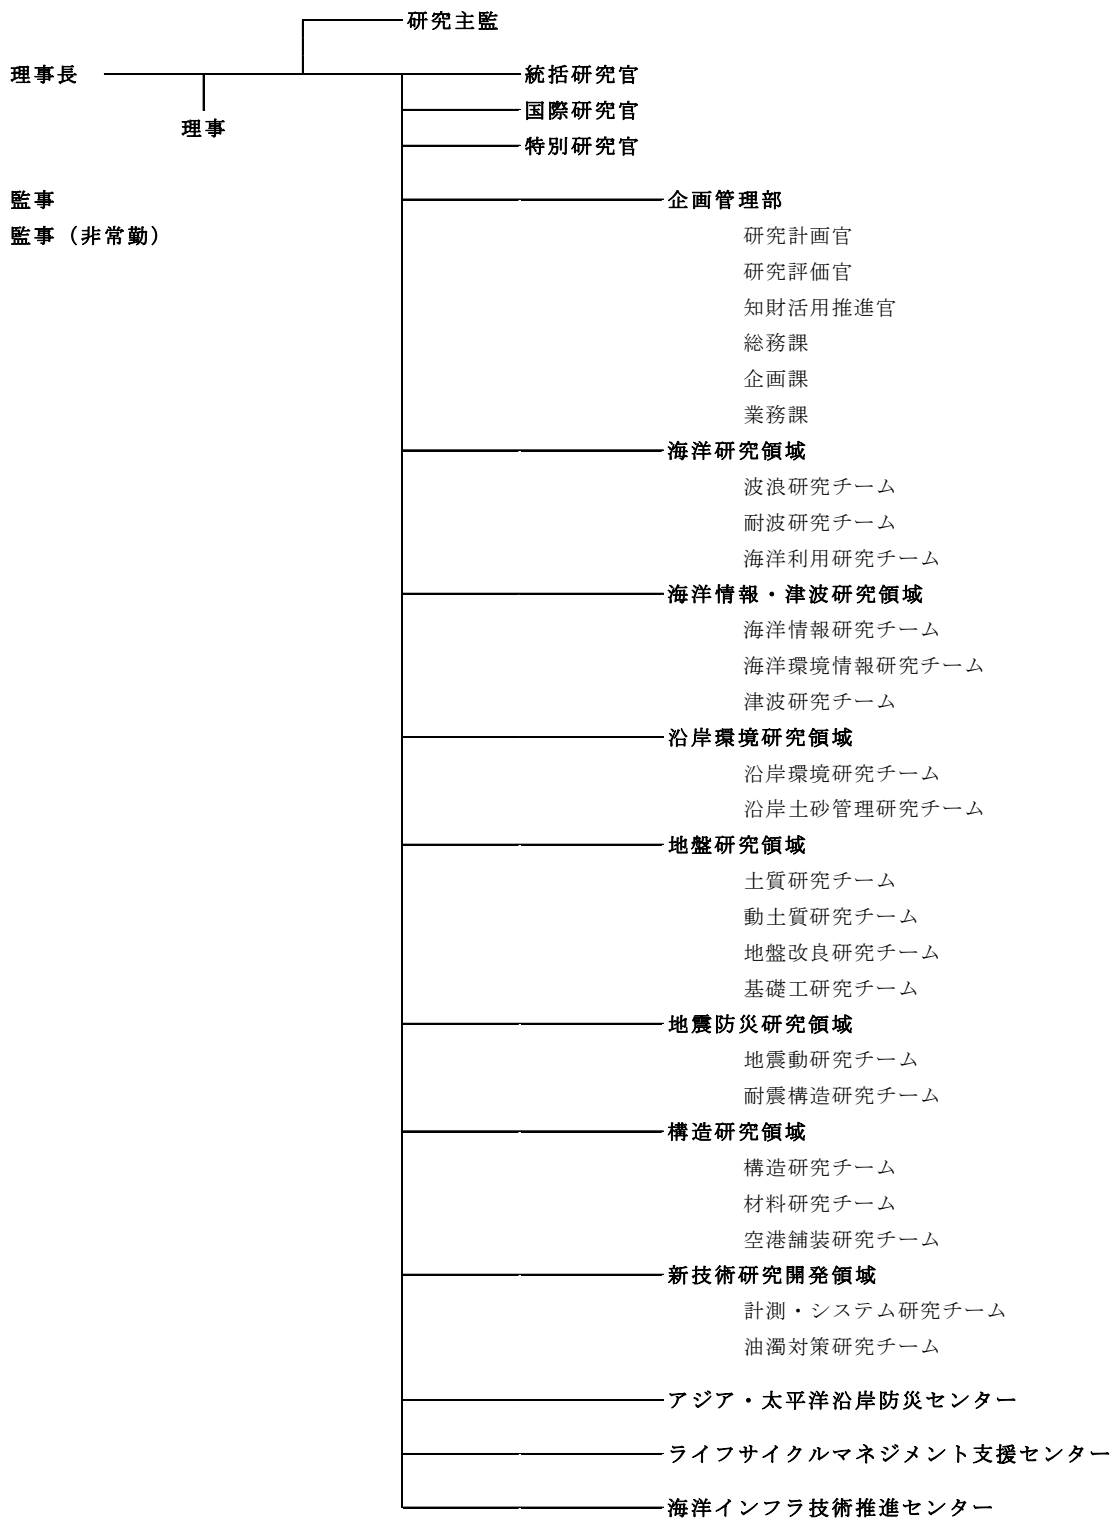 研究主監
理事長
統括研究官
国際研究官
理事
特別研究官
監事
企画管理部
監事（非常勤）
研究計画官
研究評価官
知財活用推進官
総務課
企画課
業務課
海洋研究領域
波浪研究チーム
耐波研究チーム
海洋利用研究チーム
海洋情報・津波研究領域
海洋情報研究チーム
海洋環境情報研究チーム
津波研究チーム
沿岸環境研究領域
沿岸環境研究チーム
沿岸土砂管理研究チーム
地盤研究領域
土質研究チーム
動土質研究チーム
地盤改良研究チーム
基礎工研究チーム
地震防災研究領域
地震動研究チーム
耐震構造研究チーム
構造研究領域
構造研究チーム
材料研究チーム
空港舗装研究チーム
新技術研究開発領域
計測・システム研究チーム
油濁対策研究チーム
アジア・太平洋沿岸防災センター
ライフサイクルマネジメント支援センター
海洋インフラ技術推進センター